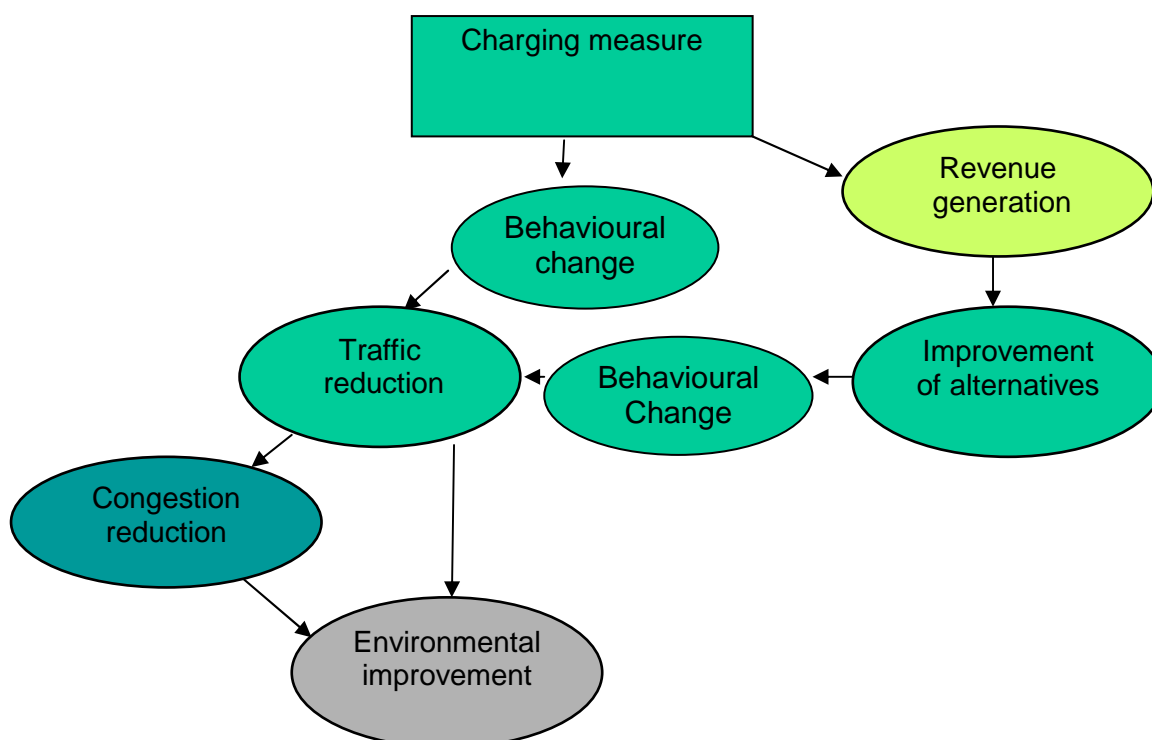 Charging measure
Revenue
generation
Behavioural
change
Traffic
reduction
Behavioural
Change
Improvement
of alternatives
Congestion
reduction
Environmental
improvement